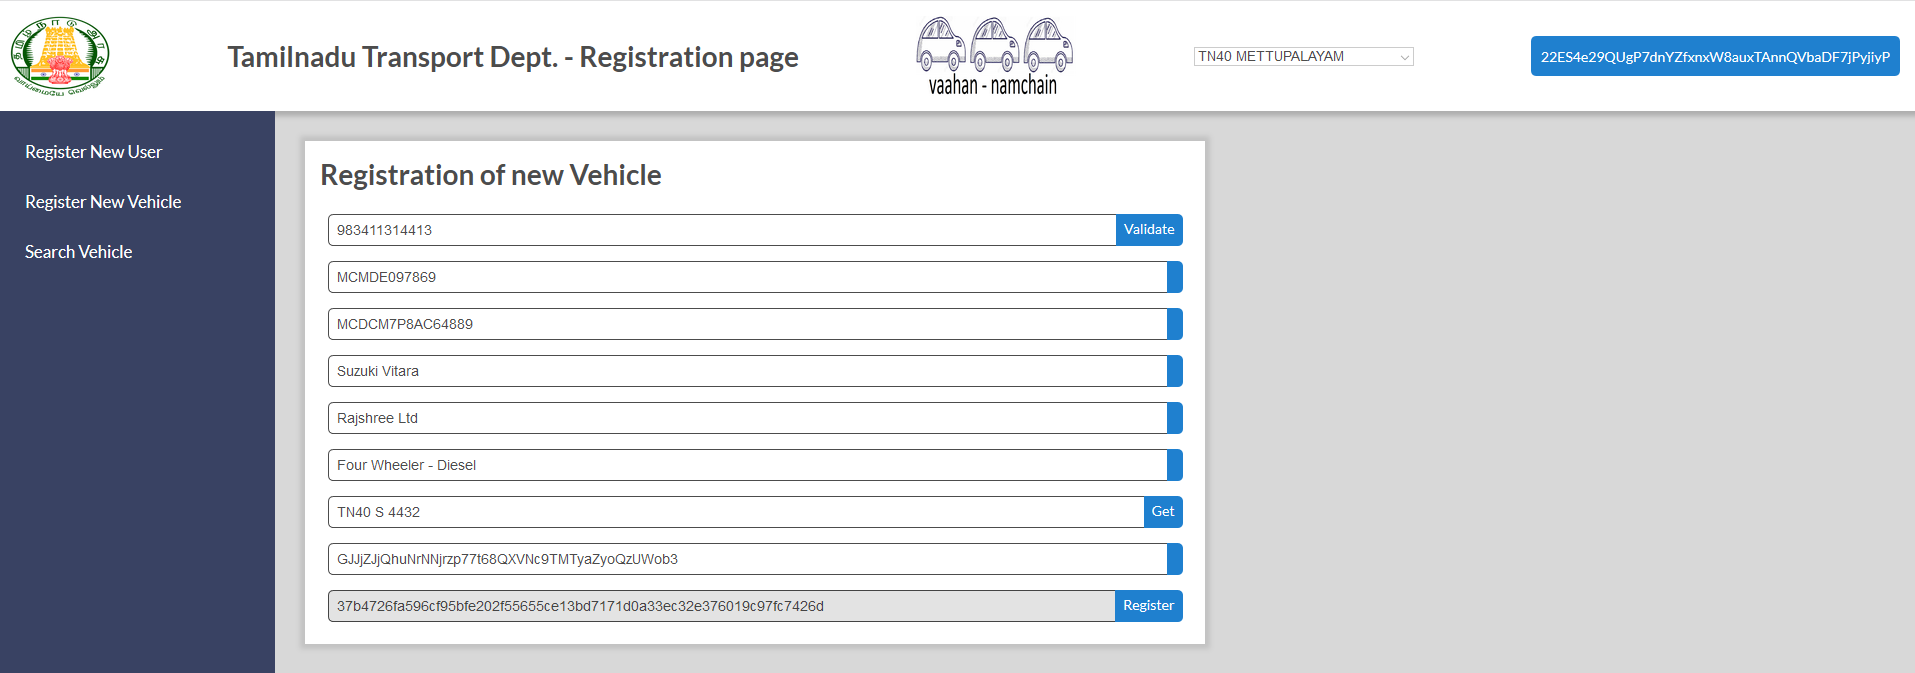 தமிழ்நாடு அரசு
வாய்மையே வெல்லும்
Tamilnadu Transport Dept. - Registration page
vaahan - namchain
TN40 METTUPALAYAM
22ES4e29QUgP7dnYZfxnxW8auxTAnnQVbaDF7jPyjiyP
Register New User
Register New Vehicle
Search Vehicle
Registration of new Vehicle
983411314413 Validate
MCMDE097869
MCDCM7P8AC64889
Suzuki Vitara
Rajshree Ltd
Four Wheeler - Diesel
TN40 S 4432 Get
GJJjZJjQhuNrNNjrzp77t68QXVNc9TMTyaZyoQzUWob3
37b4726fa596cf95bfe202f55655ce13bd7171d0a33ec32e376019c97fc7426d Register